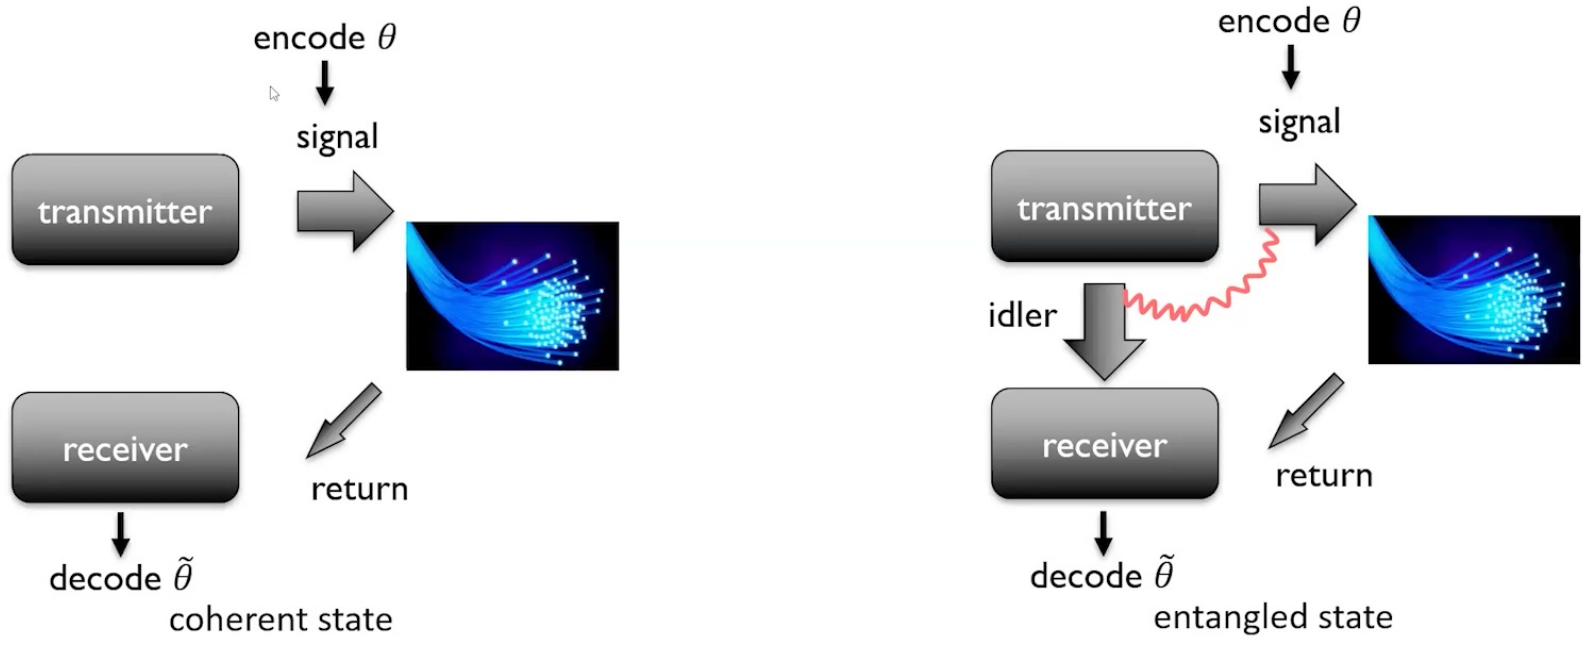 encode θ
signal
transmitter
receiver
return
decode θ̃
coherent state
encode θ
signal
transmitter
idler
receiver
return
decode θ̃
entangled state